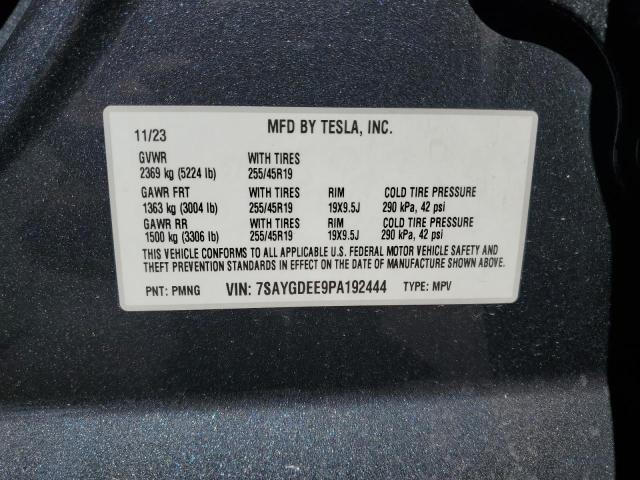 11/23 MFD BY TESLA, INC.
GVWR WITH TIRES
2369 kg (5224 lb) 255/45R19
GAWR FRT WITH TIRES RIM COLD TIRE PRESSURE
1363 kg (3004 lb) 255/45R19 19X9.5J 290 kPa, 42 psi
GAWR RR WITH TIRES RIM COLD TIRE PRESSURE
1500 kg (3306 lb) 255/45R19 19X9.5J 290 kPa, 42 psi
THIS VEHICLE CONFORMS TO ALL APPLICABLE U.S. FEDERAL MOTOR VEHICLE SAFETY AND
THEFT PREVENTION STANDARDS IN EFFECT ON THE DATE OF MANUFACTURE SHOWN ABOVE.
PNT: PMNG VIN: 7SAYGDEE9PA192444 TYPE: MPV